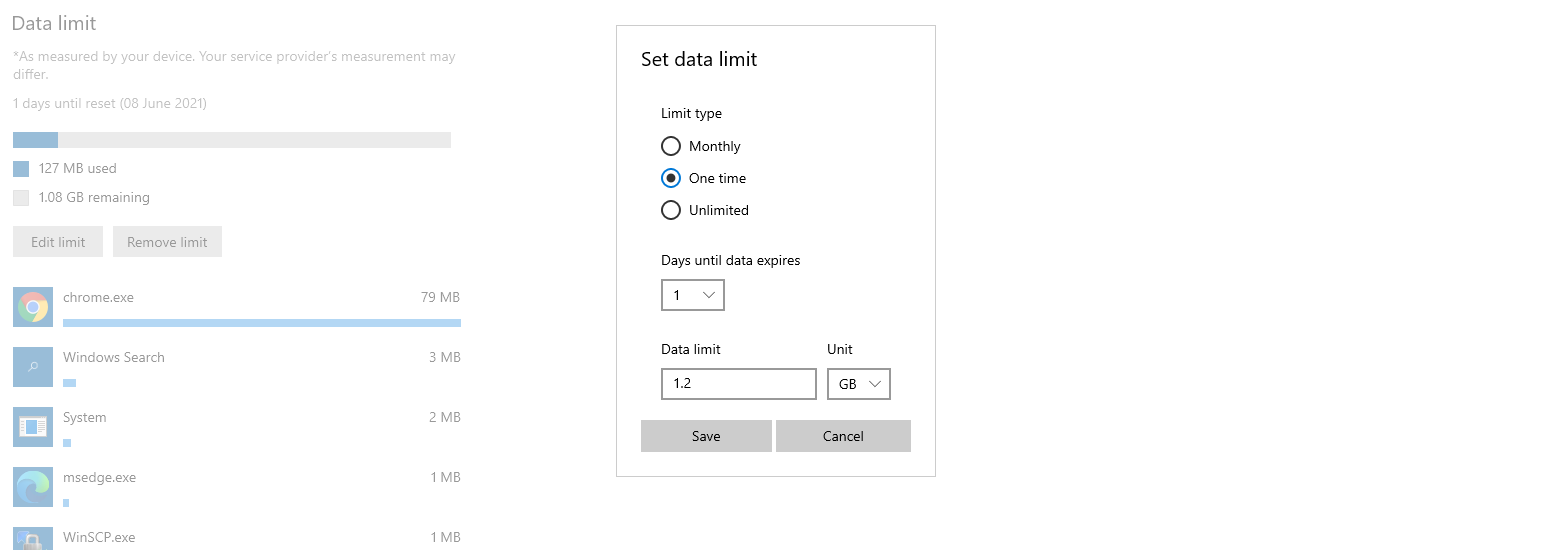 Data limit
*As measured by your device. Your service provider's measurement may
differ.
1 days until reset (08 June 2021)
127 MB used
1.08 GB remaining
Edit limit
Remove limit
chrome.exe
79 MB
Windows Search
3 MB
System
2 MB
msedge.exe
1 MB
WinSCP.exe
1 MB
Set data limit
Limit type
Monthly
One time
Unlimited
Days until data expires
1
Data limit
Unit
1.2
GB
Save
Cancel